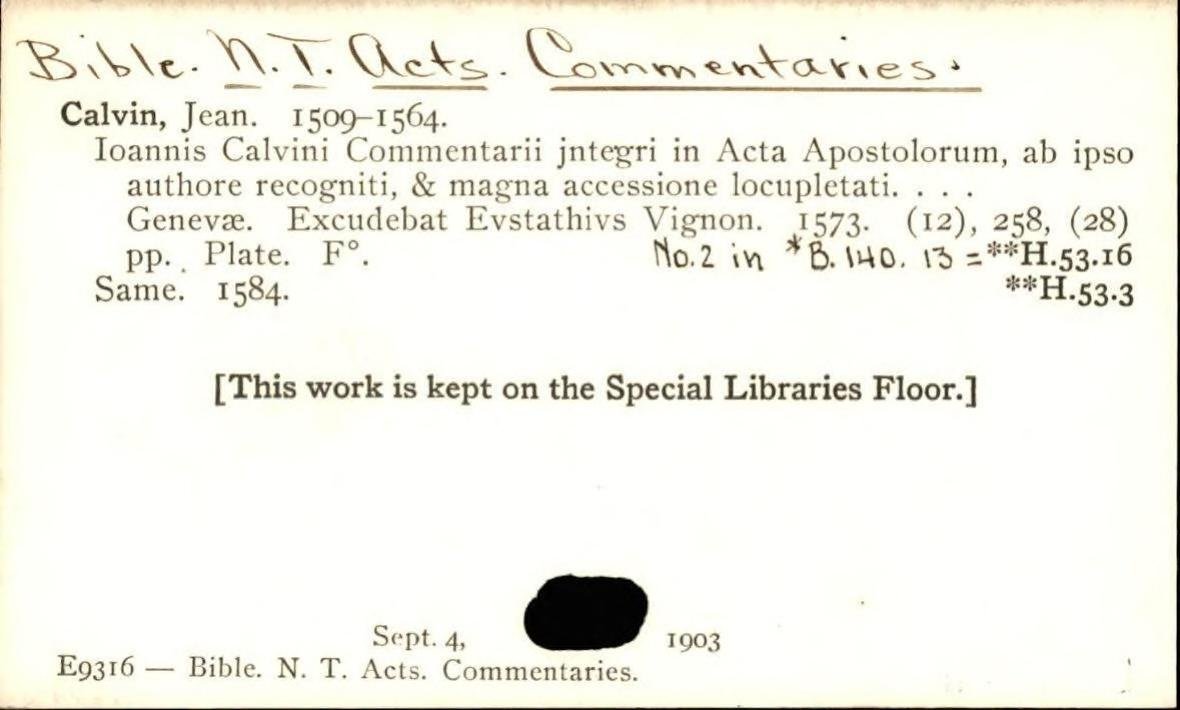 Bible. N. T. Acts. Commentaries.
Calvin, Jean. 1509–1564.
Ioannis Calvini Commentarii jntegri in Acta Apostolorum, ab ipso
authore recogniti, & magna accessione locupletati. . . .
Genevæ. Excudebat Evstathivs Vignon. 1573. (12), 258, (28)
pp. Plate. F°. No. 2 in *B. 140. 13 = **H.53.16
Same. 1584. **H.53.3
[This work is kept on the Special Libraries Floor.]
Sept. 4, 1903
E9316 — Bible. N. T. Acts. Commentaries.